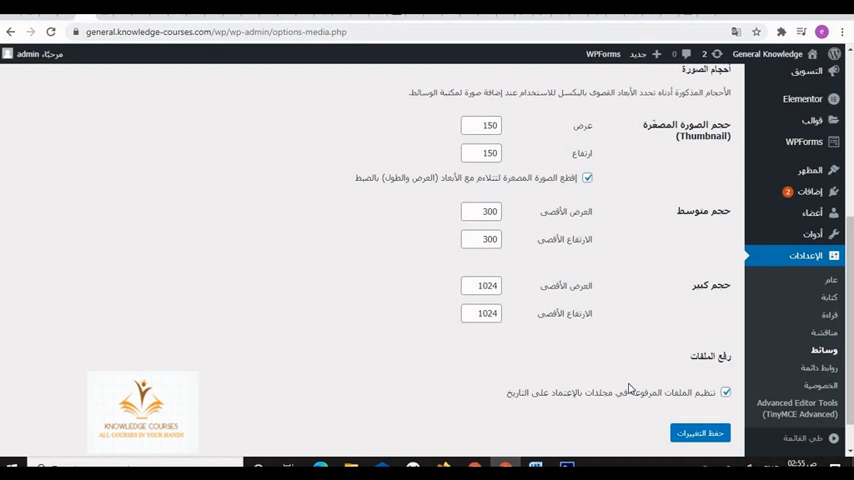 general.knowledge-courses.com/wp/wp-admin/options-media.php
General Knowledge
2
0
جديد
WPForms
مرحبًا، admin
أحجام الصورة
الأحجام المذكورة أدناه تحدد الأبعاد القصوى بالبكسل للاستخدام عند إضافة صورة لمكتبة الوسائط.
حجم الصورة المصغّرة
(Thumbnail)
عرض
150
ارتفاع
150
إقطع الصورة المصغرة لتتلاءم مع الأبعاد (العرض والطول) بالضبط
حجم متوسط
العرض الأقصى
300
الارتفاع الأقصى
300
حجم كبير
العرض الأقصى
1024
الارتفاع الأقصى
1024
رفع الملفات
تنظيم الملفات المرفوعة في مجلدات بالإعتماد على التاريخ
حفظ التغييرات
التسويق
Elementor
قوالب
WPForms
المظهر
إضافات 2
أعضاء
أدوات
الإعدادات
عام
كتابة
قراءة
مناقشة
وسائط
روابط دائمة
الخصوصية
Advanced Editor Tools
(TinyMCE Advanced)
طي القائمة
KNOWLEDGE COURSES
ALL COURSES IN YOUR HANDS
02:55 ص